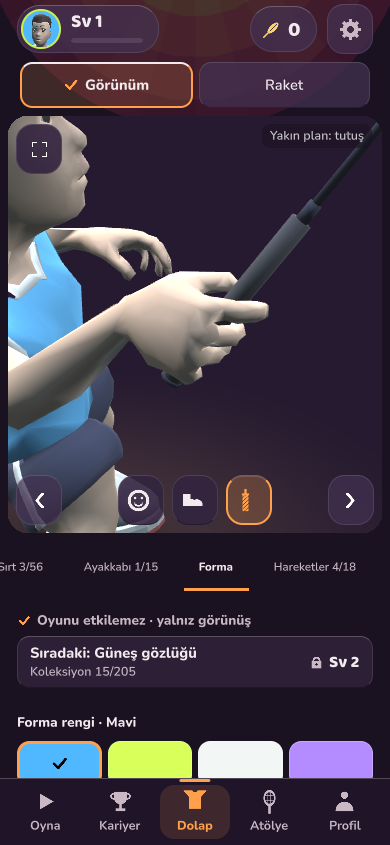 Sv 1
0
Görünüm
Raket
Yakın plan: tutuş
Sırt 3/56
Ayakkabı 1/15
Forma
Hareketler 4/18
Oyunu etkilemez · yalnız görünüş
Sıradaki: Güneş gözlüğü
Koleksiyon 15/205
Sv 2
Forma rengi · Mavi
Oyna
Kariyer
Dolap
Atölye
Profil